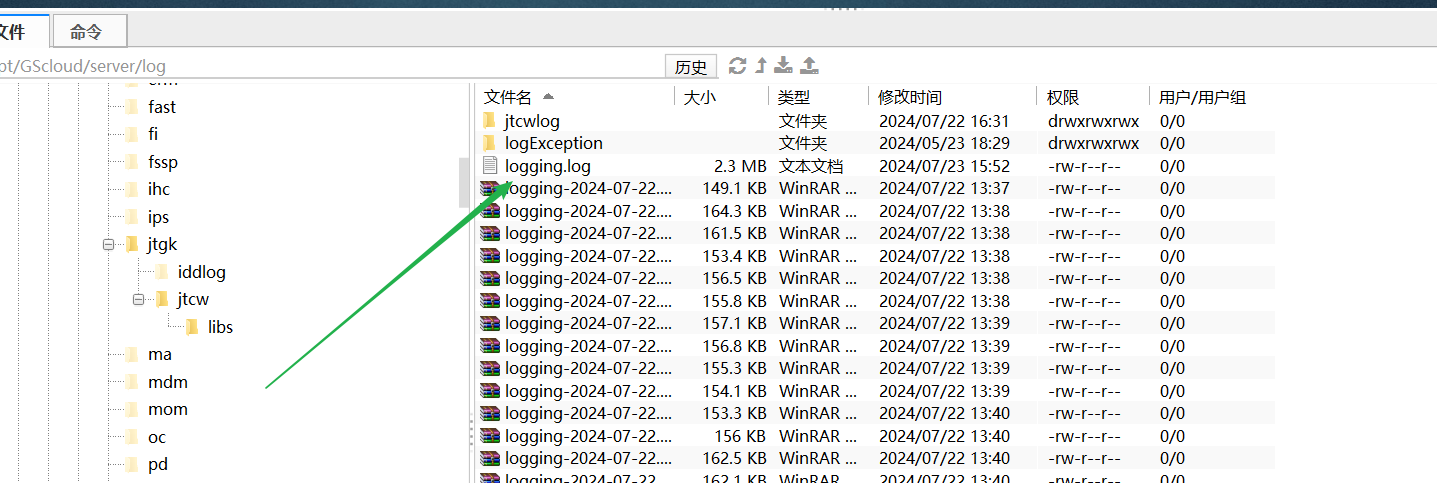 文件 命令
pt/GScloud/server/log 历史
fast
fi
fssp
ihc
ips
jtgk
iddlog
jtcw
libs
ma
mdm
mom
oc
pd
文件名 大小 类型 修改时间 权限 用户/用户组
jtcwlog 文件夹 2024/07/22 16:31 drwxrwxrwx 0/0
logException 文件夹 2024/05/23 18:29 drwxrwxrwx 0/0
logging.log 2.3 MB 文本文档 2024/07/23 15:52 -rw-r--r-- 0/0
logging-2024-07-22.... 149.1 KB WinRAR ... 2024/07/22 13:37 -rw-r--r-- 0/0
logging-2024-07-22.... 164.3 KB WinRAR ... 2024/07/22 13:38 -rw-r--r-- 0/0
logging-2024-07-22.... 161.5 KB WinRAR ... 2024/07/22 13:38 -rw-r--r-- 0/0
logging-2024-07-22.... 153.4 KB WinRAR ... 2024/07/22 13:38 -rw-r--r-- 0/0
logging-2024-07-22.... 156.5 KB WinRAR ... 2024/07/22 13:38 -rw-r--r-- 0/0
logging-2024-07-22.... 155.8 KB WinRAR ... 2024/07/22 13:38 -rw-r--r-- 0/0
logging-2024-07-22.... 157.1 KB WinRAR ... 2024/07/22 13:39 -rw-r--r-- 0/0
logging-2024-07-22.... 156.8 KB WinRAR ... 2024/07/22 13:39 -rw-r--r-- 0/0
logging-2024-07-22.... 155.3 KB WinRAR ... 2024/07/22 13:39 -rw-r--r-- 0/0
logging-2024-07-22.... 154.1 KB WinRAR ... 2024/07/22 13:39 -rw-r--r-- 0/0
logging-2024-07-22.... 153.3 KB WinRAR ... 2024/07/22 13:40 -rw-r--r-- 0/0
logging-2024-07-22.... 156 KB WinRAR ... 2024/07/22 13:40 -rw-r--r-- 0/0
logging-2024-07-22.... 162.5 KB WinRAR ... 2024/07/22 13:40 -rw-r--r-- 0/0
logging-2024-07-22.... 162.1 KB WinRAR ... 2024/07/22 13:40 -rw-r--r-- 0/0